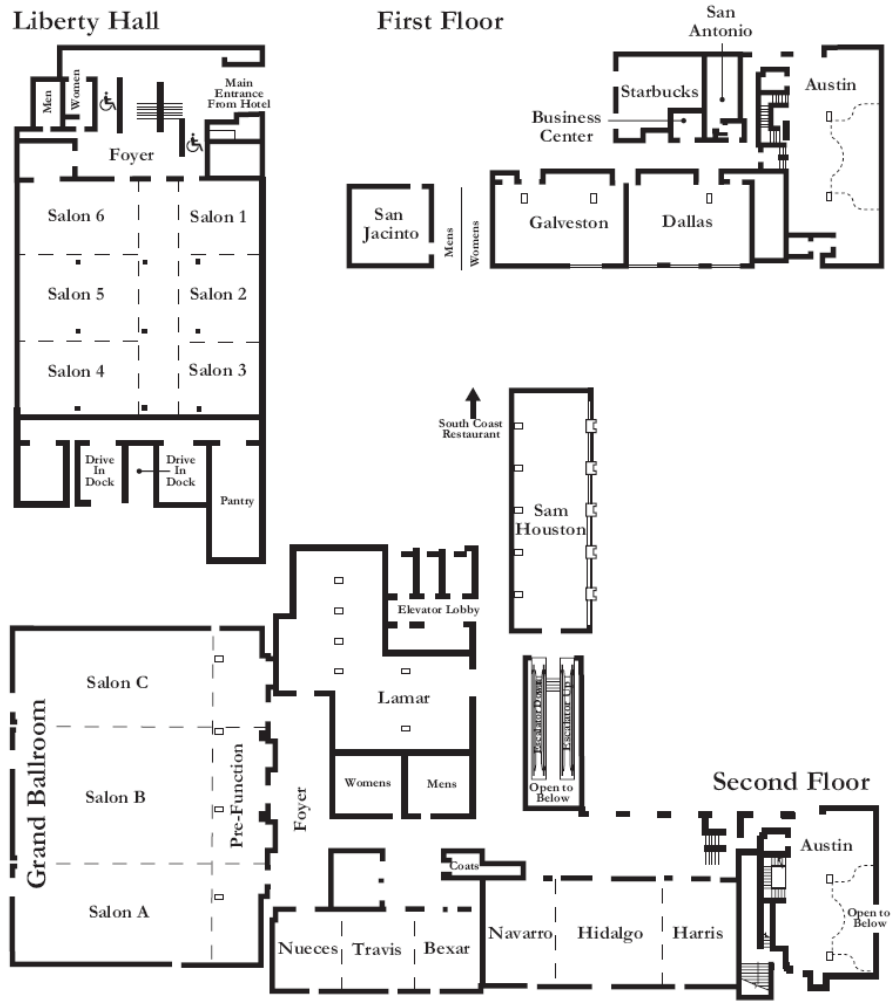 Liberty Hall
Men
Women
Main
Entrance
From Hotel
Foyer
Salon 6
Salon 1
Salon 5
Salon 2
Salon 4
Salon 3
Drive
In
Dock
Drive
In
Dock
Pantry
First Floor
San
Antonio
Starbucks
Austin
Business
Center
San
Jacinto
Mens
Womens
Galveston
Dallas
South Coast
Restaurant
Sam
Houston
Elevator Lobby
Lamar
Escalator Down
Escalator Up
Open to
Below
Womens
Mens
Grand Ballroom
Salon C
Salon B
Salon A
Pre-Function
Foyer
Second Floor
Austin
Open to
Below
Coats
Nueces
Travis
Bexar
Navarro
Hidalgo
Harris